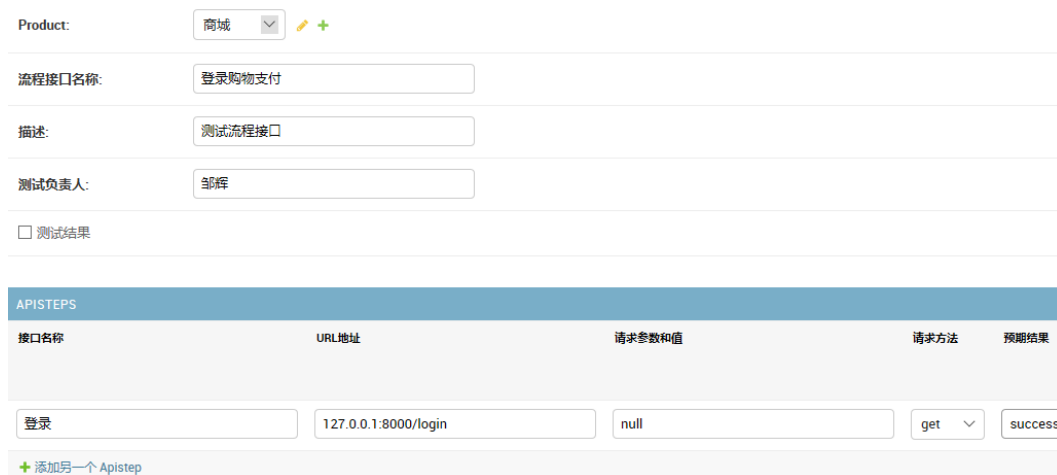 Product: 商城
流程接口名称: 登录购物支付
描述: 测试流程接口
测试负责人: 邹辉
测试结果
APISTEPS
接口名称 URL地址 请求参数和值 请求方法 预期结果
登录 127.0.0.1:8000/login null get success
添加另一个 Apistep